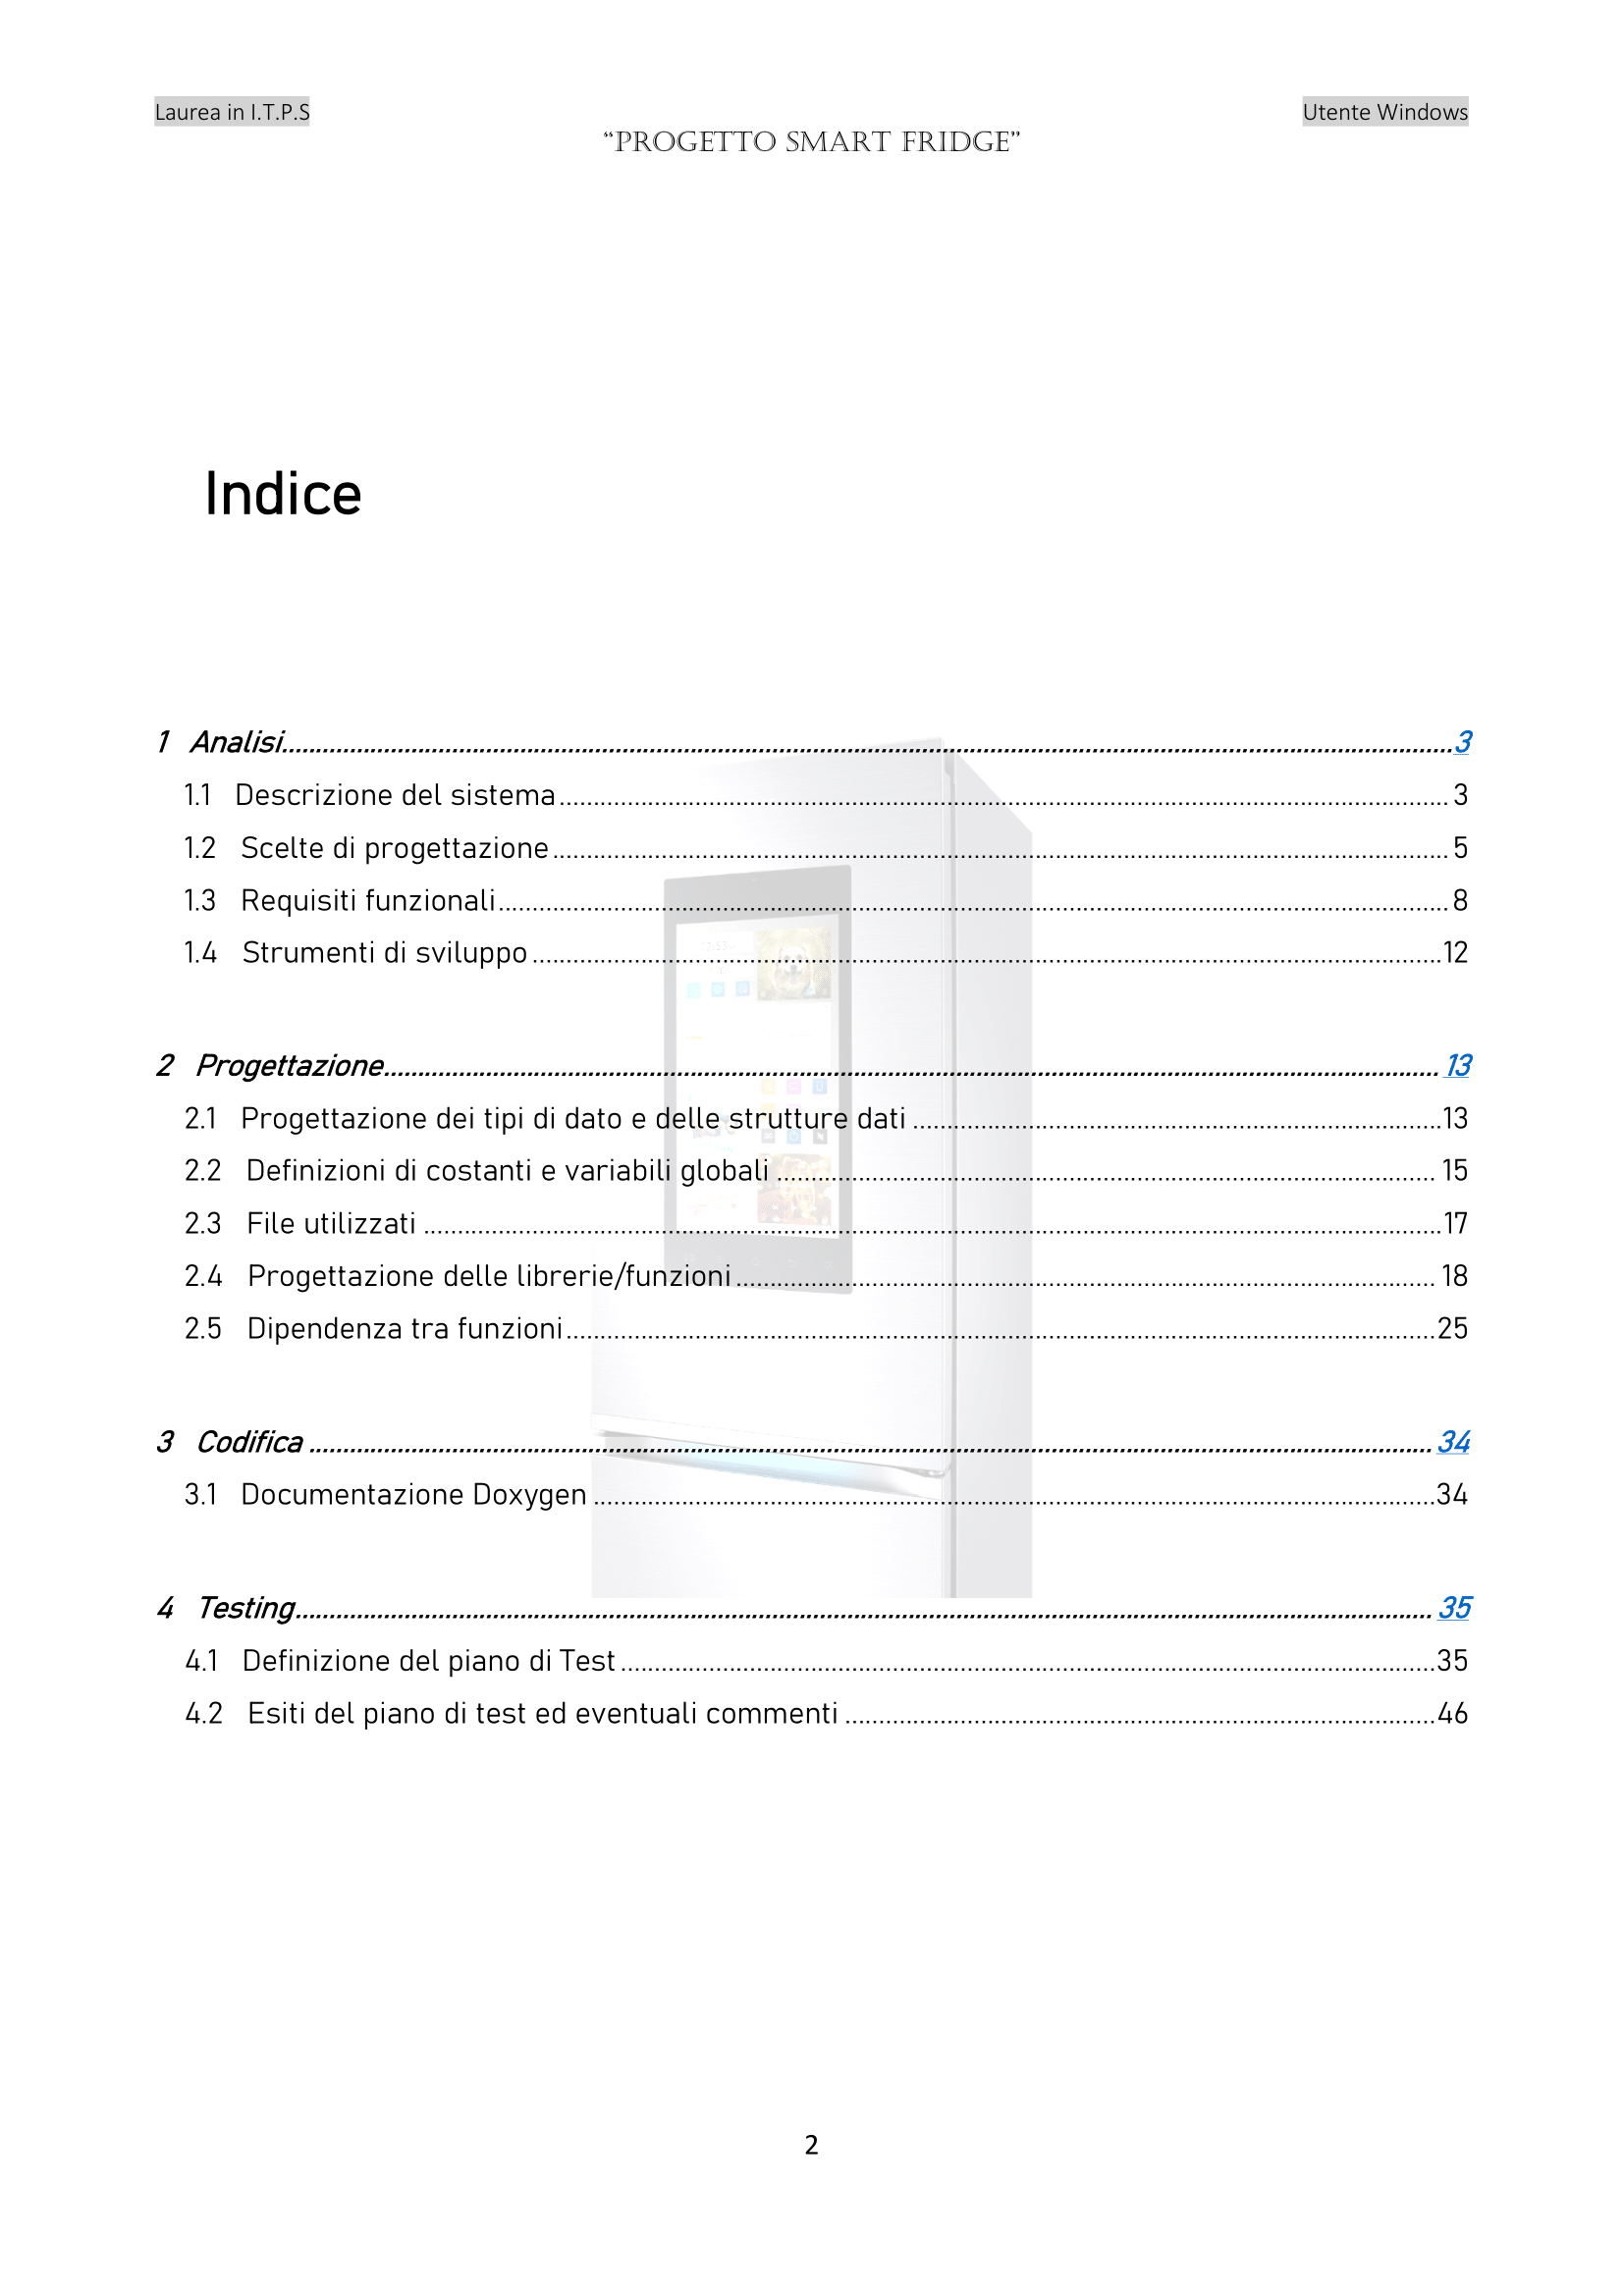 Laurea in I.T.P.S
Utente Windows
“PROGETTO SMART FRIDGE”
Indice
1 Analisi........................................3
1.1 Descrizione del sistema........................................3
1.2 Scelte di progettazione........................................5
1.3 Requisiti funzionali........................................8
1.4 Strumenti di sviluppo........................................12
2 Progettazione........................................13
2.1 Progettazione dei tipi di dato e delle strutture dati........................................13
2.2 Definizioni di costanti e variabili globali........................................15
2.3 File utilizzati........................................17
2.4 Progettazione delle librerie/funzioni........................................18
2.5 Dipendenza tra funzioni........................................25
3 Codifica........................................34
3.1 Documentazione Doxygen........................................34
4 Testing........................................35
4.1 Definizione del piano di Test........................................35
4.2 Esiti del piano di test ed eventuali commenti........................................46
2